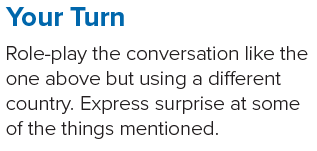 Your Turn
Role-play the conversation like the
one above but using a different
country. Express surprise at some
of the things mentioned.